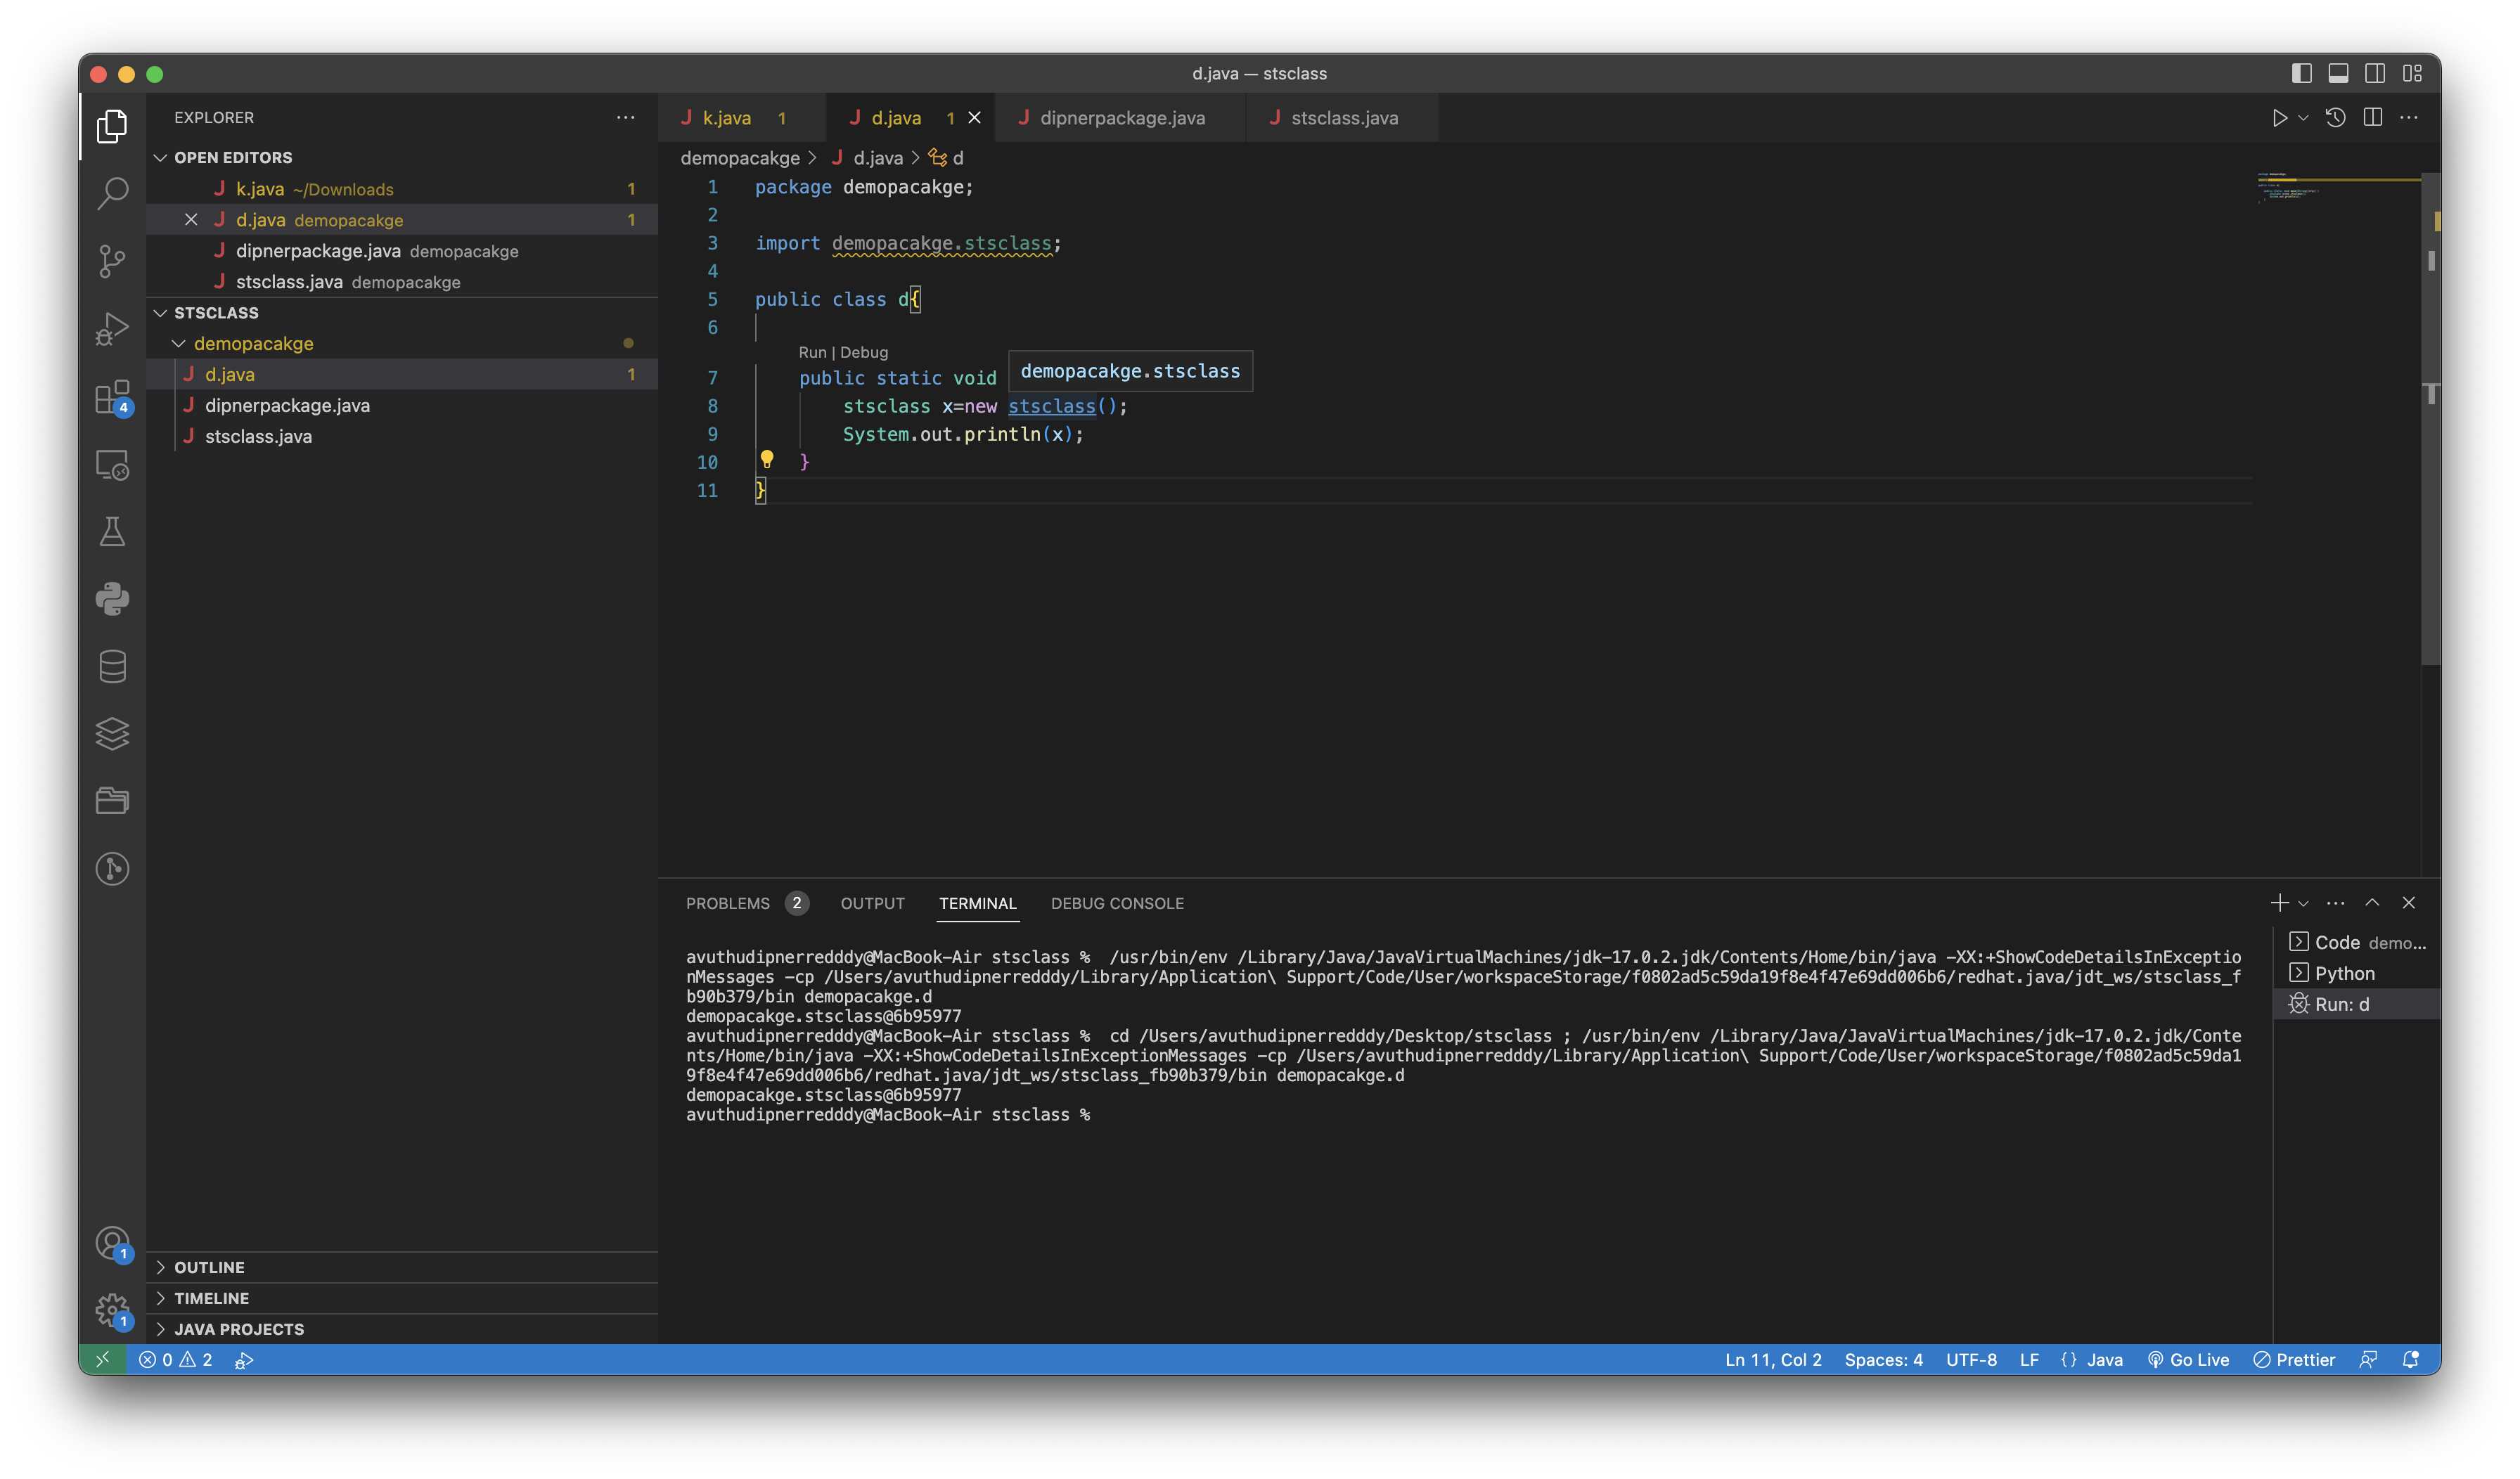 d.java — stsclass
EXPLORER
OPEN EDITORS
k.java ~/Downloads 1
d.java demopacakge 1
dipnerpackage.java demopacakge
stsclass.java demopacakge
STSCLASS
demopacakge
d.java 1
dipnerpackage.java
stsclass.java
4
1
1
OUTLINE
TIMELINE
JAVA PROJECTS
k.java 1
d.java 1
dipnerpackage.java
stsclass.java
demopacakge > d.java > d
1 package demopacakge;
2
3 import demopacakge.stsclass;
4
5 public class d{
6
Run | Debug
7 public static void
demopacakge.stsclass
8 stsclass x=new stsclass();
9 System.out.println(x);
10 }
11 }
PROBLEMS 2 OUTPUT TERMINAL DEBUG CONSOLE
avuthudipnerredddy@MacBook-Air stsclass %  /usr/bin/env /Library/Java/JavaVirtualMachines/jdk-17.0.2.jdk/Contents/Home/bin/java -XX:+ShowCodeDetailsInExceptio
nMessages -cp /Users/avuthudipnerredddy/Library/Application\ Support/Code/User/workspaceStorage/f0802ad5c59da19f8e4f47e69dd006b6/redhat.java/jdt_ws/stsclass_f
b90b379/bin demopacakge.d
demopacakge.stsclass@6b95977
avuthudipnerredddy@MacBook-Air stsclass %  cd /Users/avuthudipnerredddy/Desktop/stsclass ; /usr/bin/env /Library/Java/JavaVirtualMachines/jdk-17.0.2.jdk/Conte
nts/Home/bin/java -XX:+ShowCodeDetailsInExceptionMessages -cp /Users/avuthudipnerredddy/Library/Application\ Support/Code/User/workspaceStorage/f0802ad5c59da1
9f8e4f47e69dd006b6/redhat.java/jdt_ws/stsclass_fb90b379/bin demopacakge.d
demopacakge.stsclass@6b95977
avuthudipnerredddy@MacBook-Air stsclass %
Code demo...
Python
Run: d
0 2
Ln 11, Col 2 Spaces: 4 UTF-8 LF {} Java Go Live Prettier